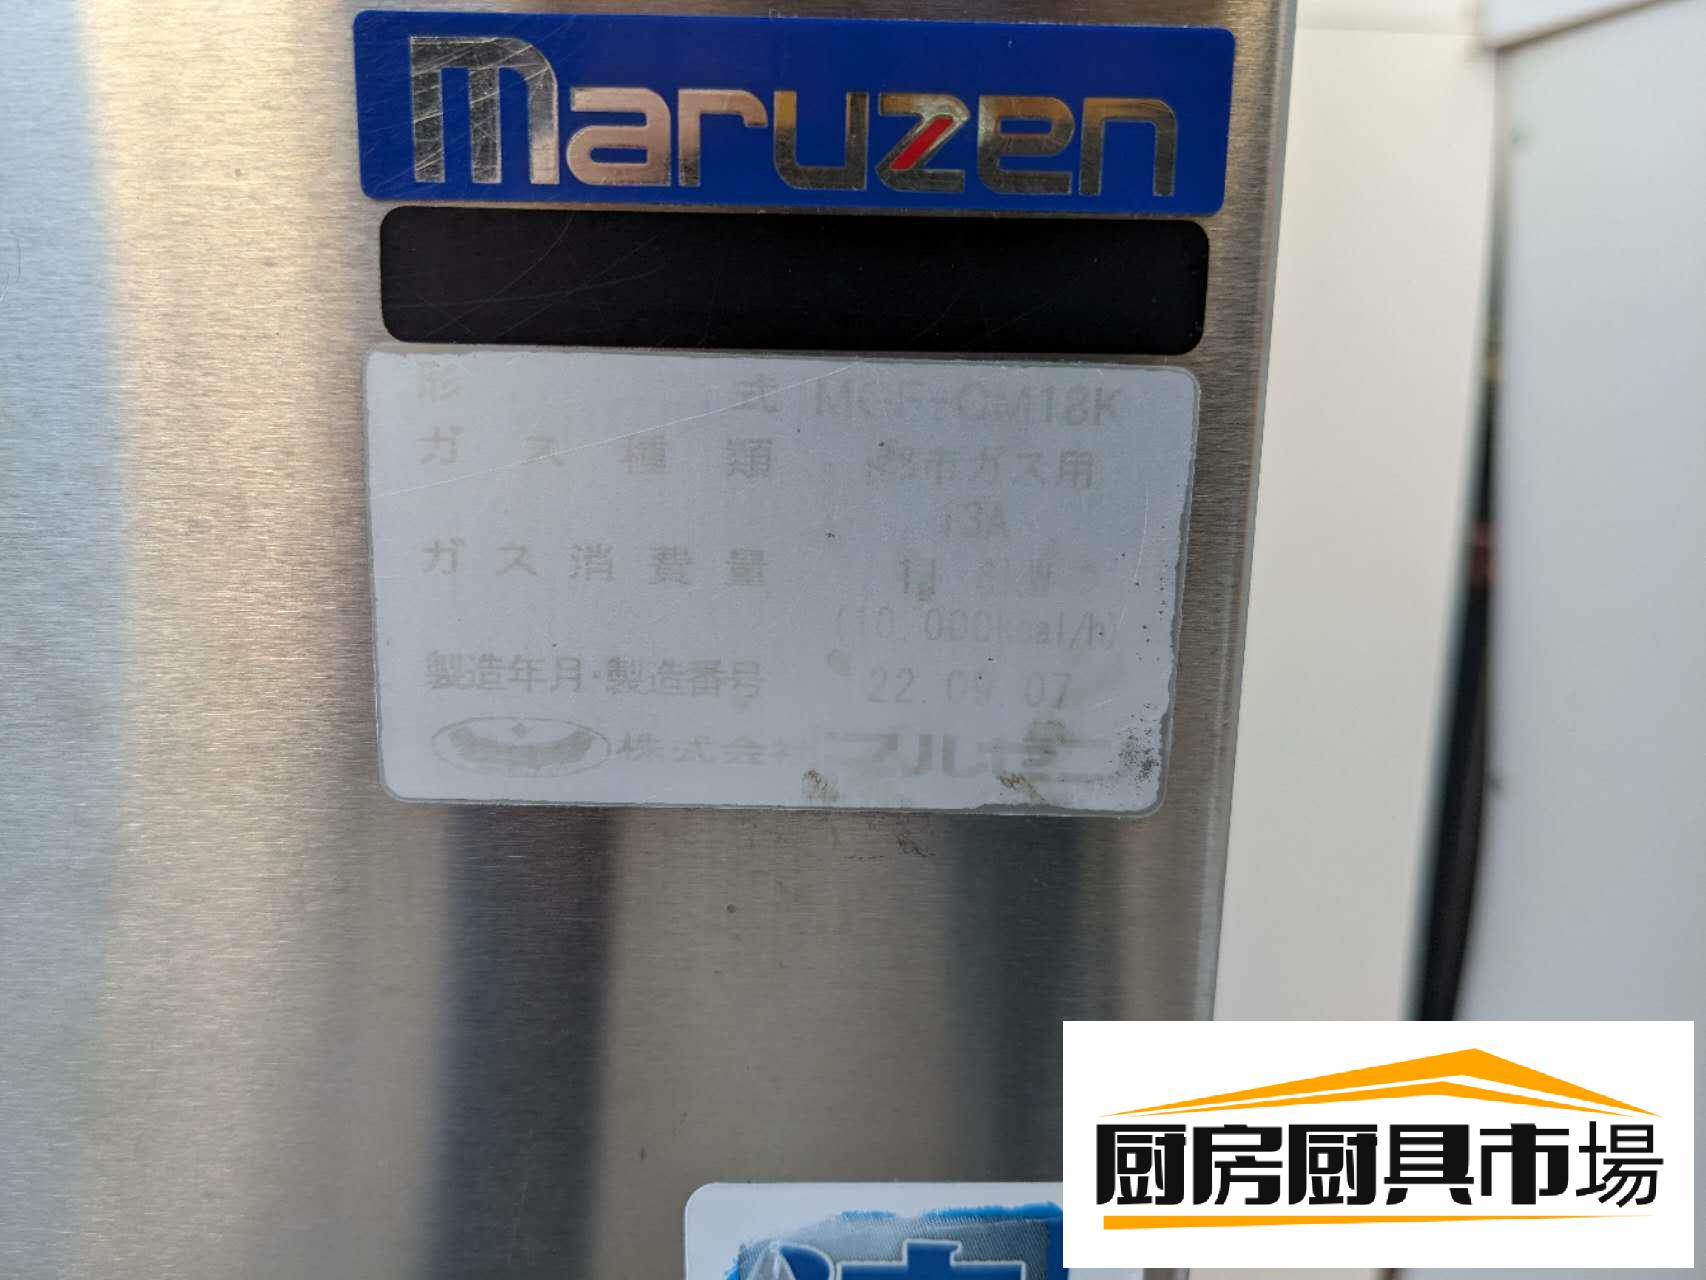 maruzen
形 式 MGF-CM18K
ガス種類 都市ガス用
13A
ガス消費量
(10.000kcal/h)
製造年月・製造番号 22.09.07
株式会社マルゼン
厨房厨具市場